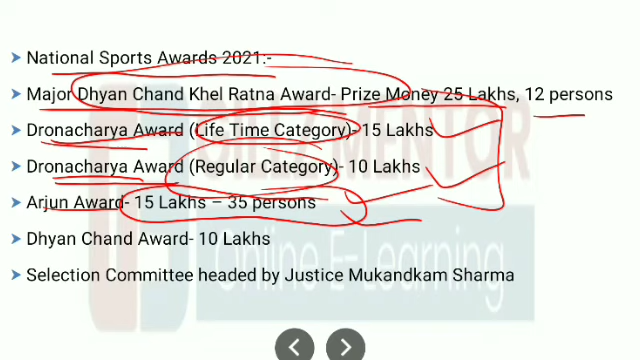 National Sports Awards 2021:-
Major Dhyan Chand Khel Ratna Award- Prize Money 25 Lakhs, 12 persons
Dronacharya Award (Life Time Category)- 15 Lakhs
Dronacharya Award (Regular Category)- 10 Lakhs
Arjun Award- 15 Lakhs – 35 persons
Dhyan Chand Award- 10 Lakhs
Selection Committee headed by Justice Mukandkam Sharma
Online E-Learning